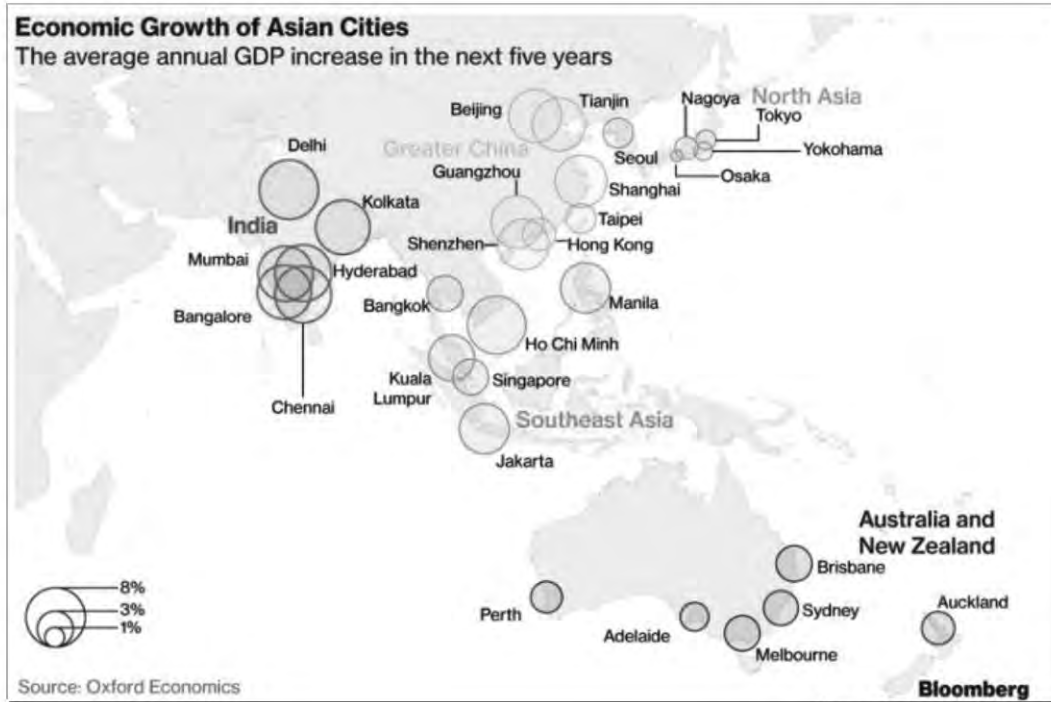 Economic Growth of Asian Cities
The average annual GDP increase in the next five years
Beijing
Tianjin
Nagoya
North Asia
Tokyo
Delhi
Greater China
Seoul
Yokohama
Guangzhou
Osaka
Kolkata
Shanghai
India
Taipei
Shenzhen
Hong Kong
Mumbai
Hyderabad
Bangkok
Manila
Bangalore
Ho Chi Minh
Kuala
Lumpur
Singapore
Chennai
Southeast Asia
Jakarta
Australia and
New Zealand
Brisbane
8%
3%
1%
Perth
Sydney
Auckland
Adelaide
Melbourne
Source: Oxford Economics
Bloomberg